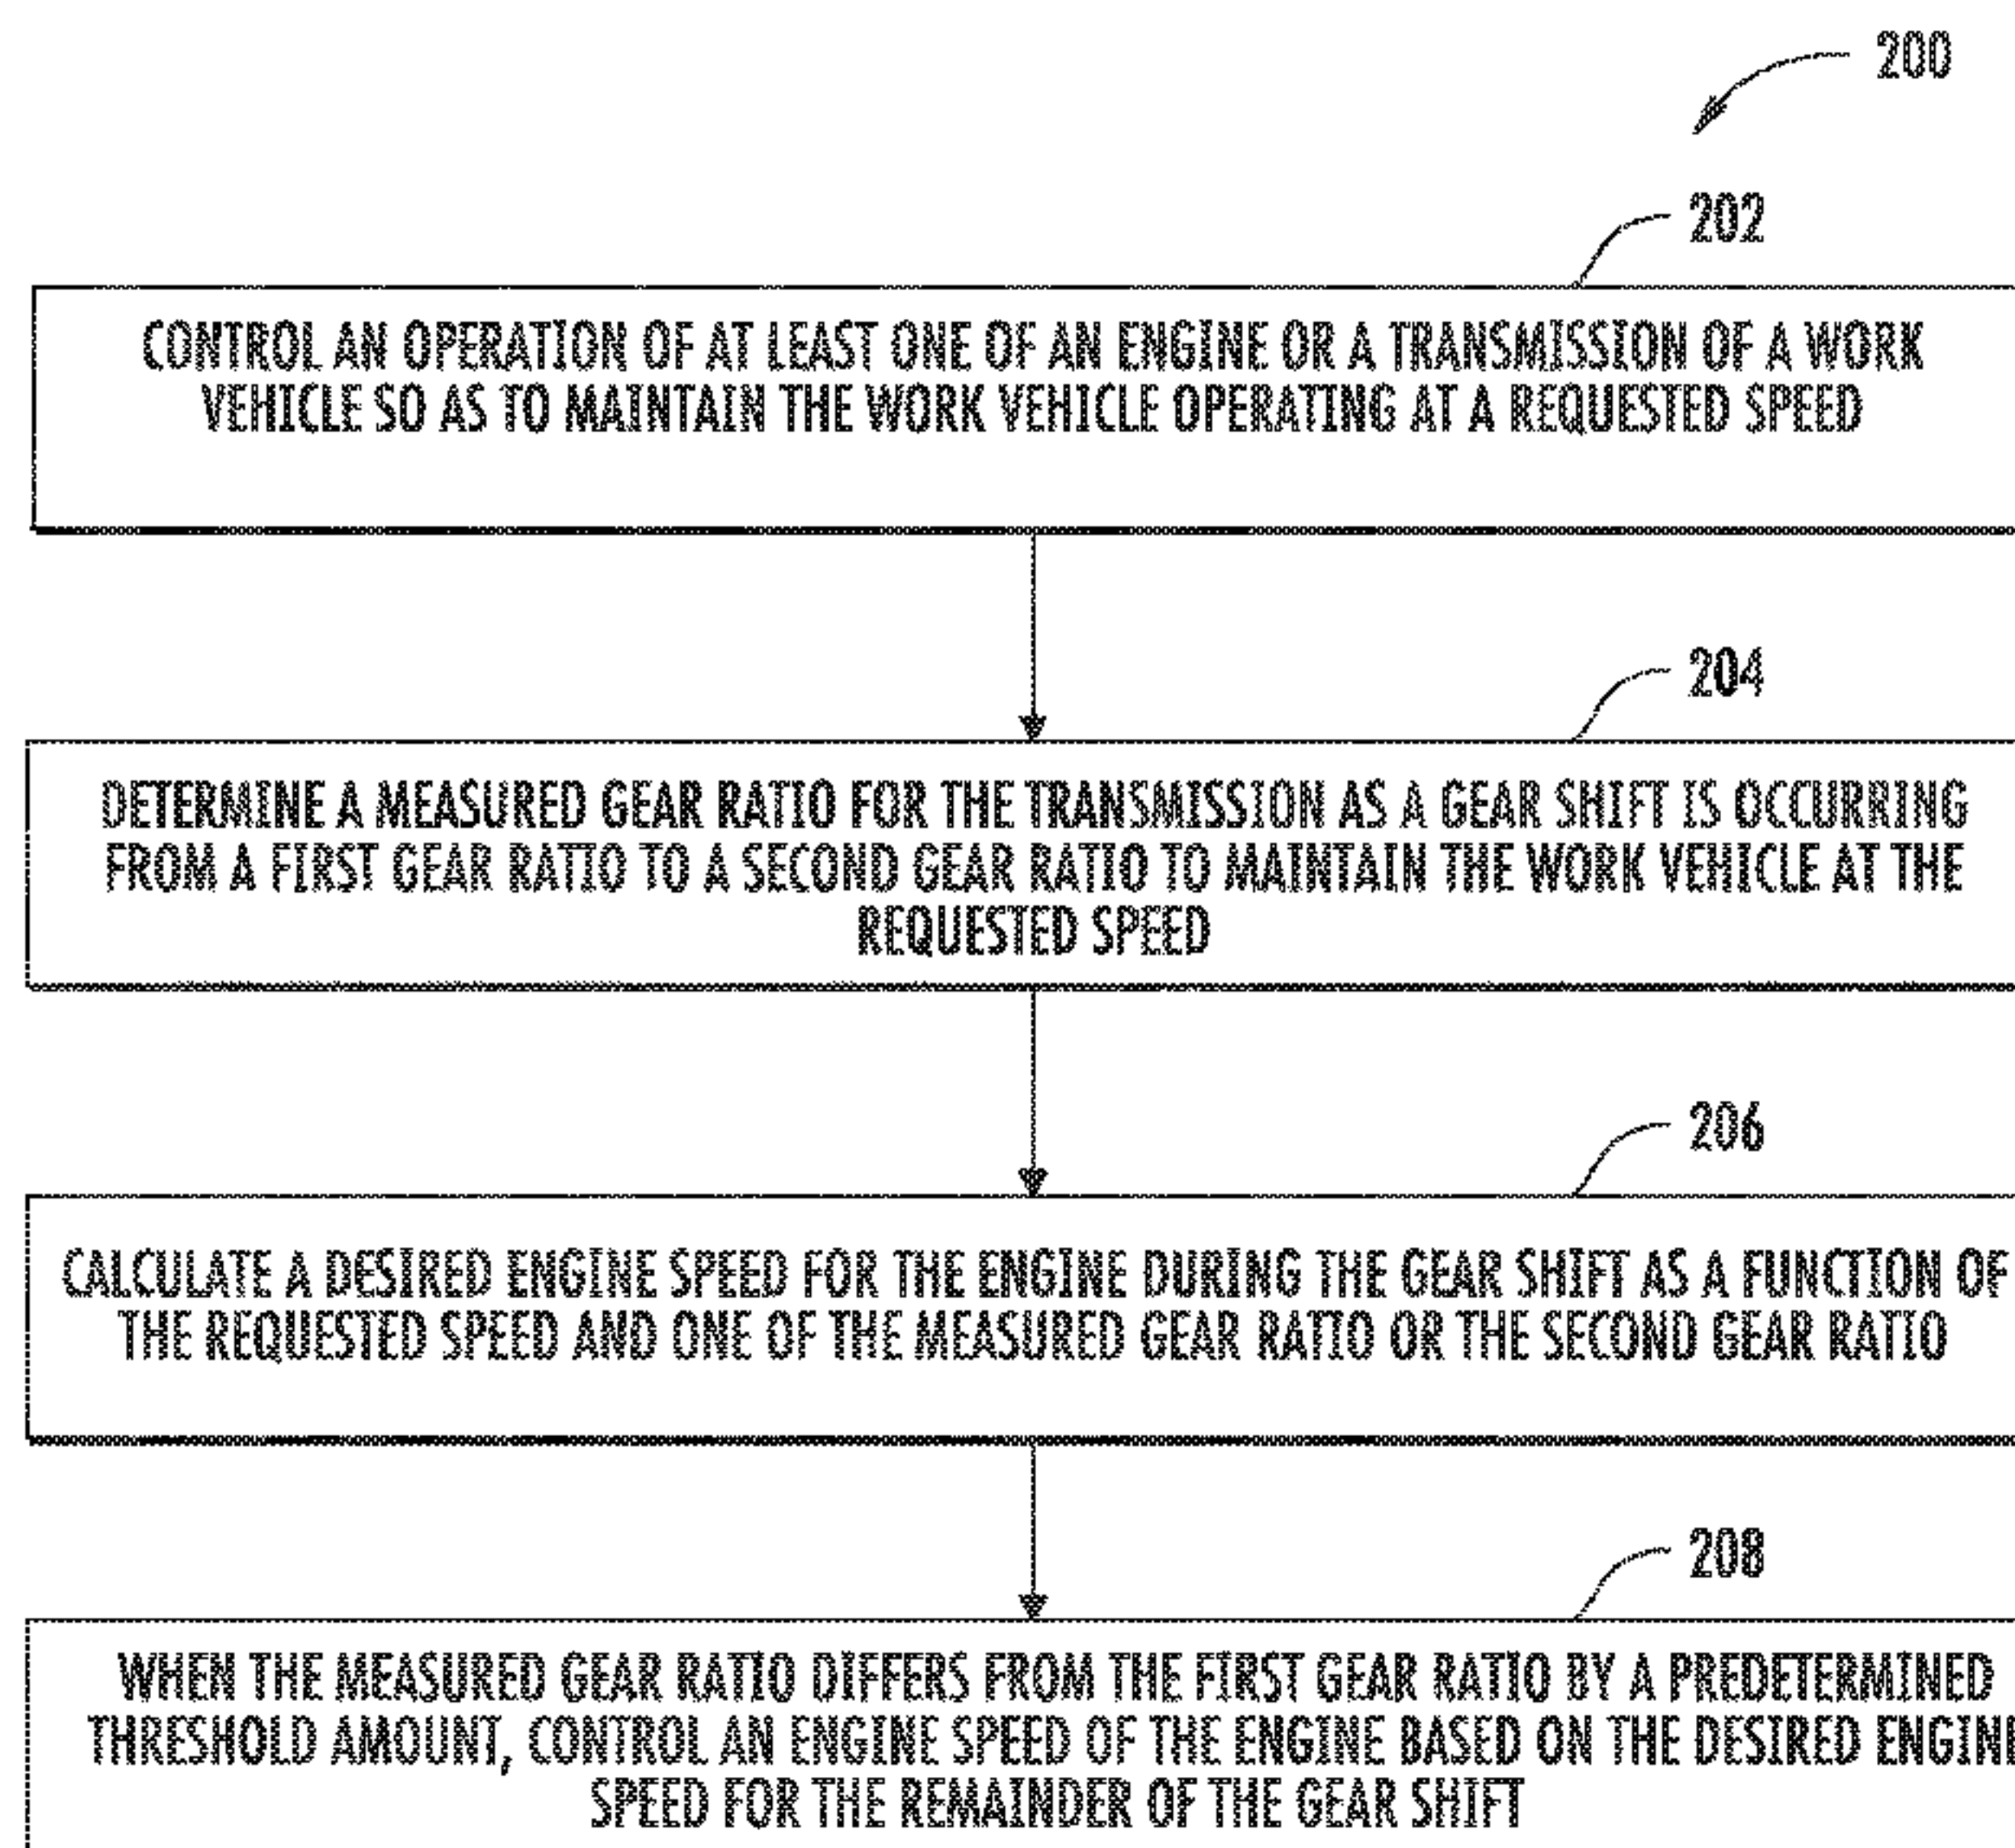 200
202
CONTROL AN OPERATION OF AT LEAST ONE OF AN ENGINE OR A TRANSMISSION OF A WORK
VEHICLE SO AS TO MAINTAIN THE WORK VEHICLE OPERATING AT A REQUESTED SPEED
204
DETERMINE A MEASURED GEAR RATIO FOR THE TRANSMISSION AS A GEAR SHIFT IS OCCURRING
FROM A FIRST GEAR RATIO TO A SECOND GEAR RATIO TO MAINTAIN THE WORK VEHICLE AT THE
REQUESTED SPEED
206
CALCULATE A DESIRED ENGINE SPEED FOR THE ENGINE DURING THE GEAR SHIFT AS A FUNCTION OF
THE REQUESTED SPEED AND ONE OF THE MEASURED GEAR RATIO OR THE SECOND GEAR RATIO
208
WHEN THE MEASURED GEAR RATIO DIFFERS FROM THE FIRST GEAR RATIO BY A PREDETERMINED
THRESHOLD AMOUNT, CONTROL AN ENGINE SPEED OF THE ENGINE BASED ON THE DESIRED ENGINE
SPEED FOR THE REMAINDER OF THE GEAR SHIFT